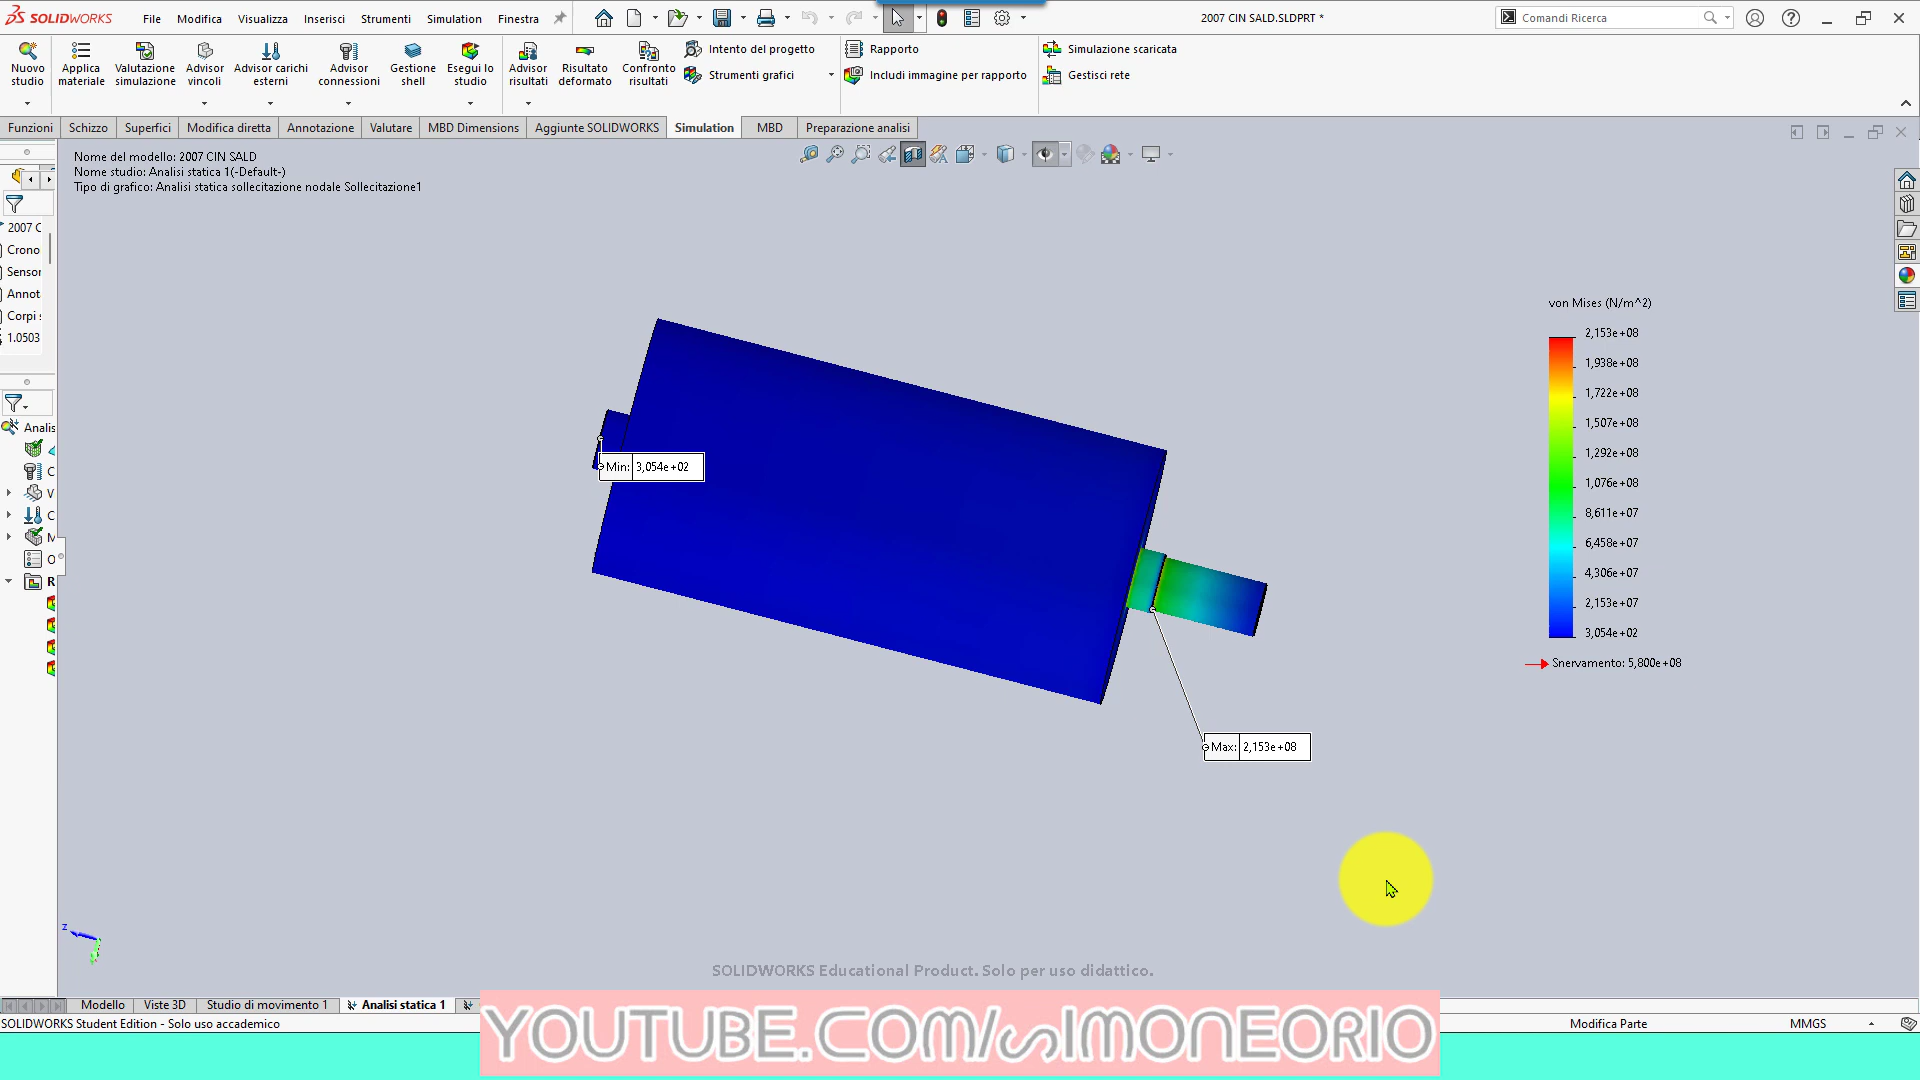 SOLIDWORKS
File
Modifica
Visualizza
Inserisci
Strumenti
Simulation
Finestra
2007 CIN SALD.SLDPRT *
Comandi Ricerca
Nuovo studio
Applica materiale
Valutazione simulazione
Advisor vincoli
Advisor carichi esterni
Advisor connessioni
Gestione shell
Esegui lo studio
Advisor risultati
Risultato deformato
Confronto risultati
Intento del progetto
Strumenti grafici
Rapporto
Includi immagine per rapporto
Simulazione scaricata
Gestisci rete
Funzioni
Schizzo
Superfici
Modifica diretta
Annotazione
Valutare
MBD Dimensions
Aggiunte SOLIDWORKS
Simulation
MBD
Preparazione analisi
Nome del modello: 2007 CIN SALD
Nome studio: Analisi statica 1(-Default-)
Tipo di grafico: Analisi statica sollecitazione nodale Sollecitazione1
2007 C
Crono
Sensor
Annot
Corpi s
1.0503
Analis
C
V
C
M
O
R
Min: 3,054e+02
Max: 2,153e+08
von Mises (N/m^2)
2,153e+08
1,938e+08
1,722e+08
1,507e+08
1,292e+08
1,076e+08
8,611e+07
6,458e+07
4,306e+07
2,153e+07
3,054e+02
Snervamento: 5,800e+08
z
SOLIDWORKS Educational Product. Solo per uso didattico.
Modello
Viste 3D
Studio di movimento 1
Analisi statica 1
SOLIDWORKS Student Edition - Solo uso accademico
Modifica Parte
MMGS
YOUTUBE.COM/SIMONEORIO